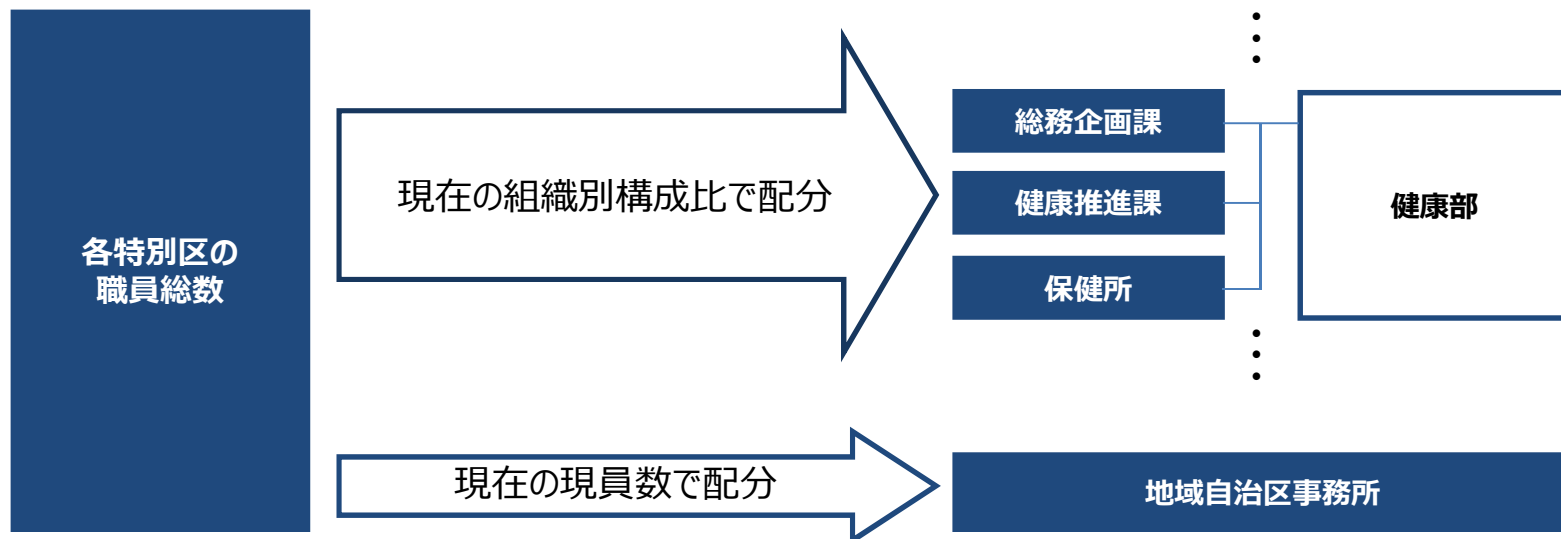 各特別区の
職員総数
現在の組織別構成比で配分
総務企画課
健康推進課
保健所
健康部
現在の現員数で配分
地域自治区事務所